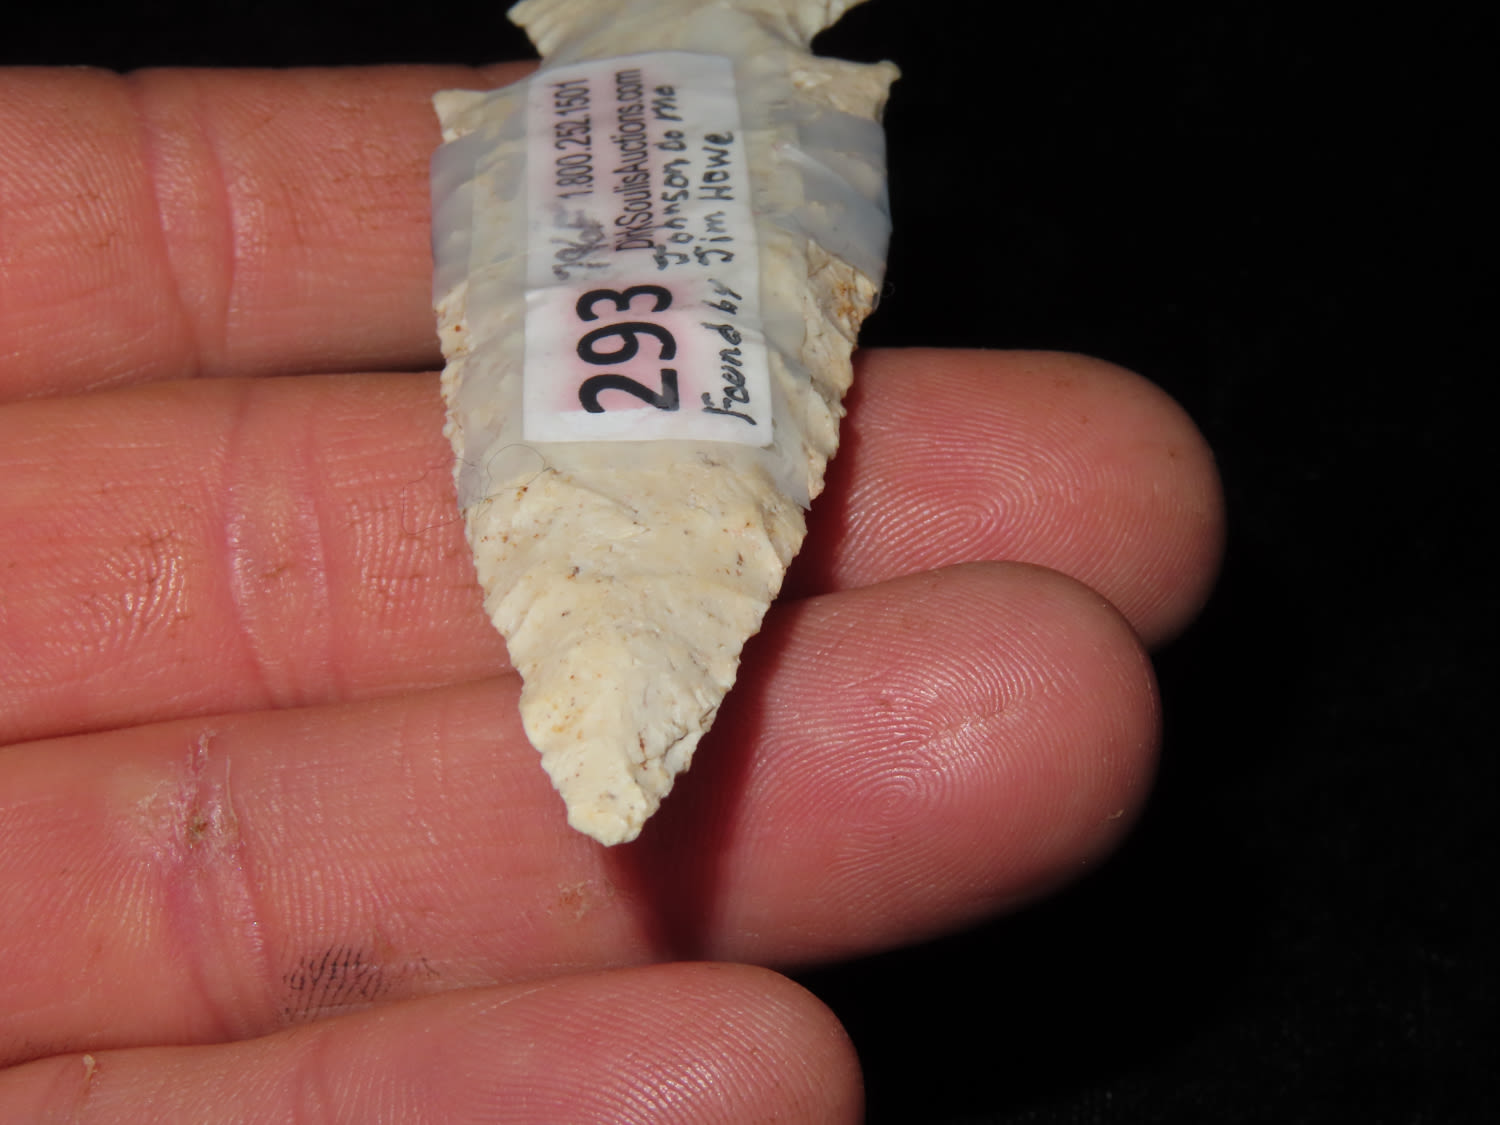 1.800.252.1501
DirkSoulisAuctions.com
293
Johnson co mo
Found by Jim Howe